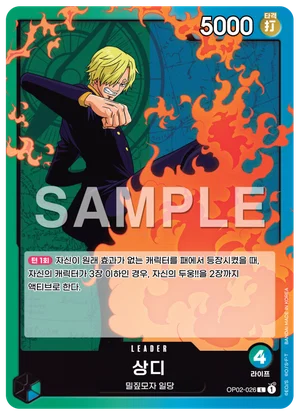 5000
타격
打
SAMPLE
턴 1회 자신이 원래 효과가 없는 캐릭터를 패에서 등장시켰을 때,
자신의 캐릭터가 3장 이하인 경우, 자신의 두웅!!을 2장까지
액티브로 한다.
LEADER
상디
밀짚모자 일당
4
라이프
OP02-026 L 1